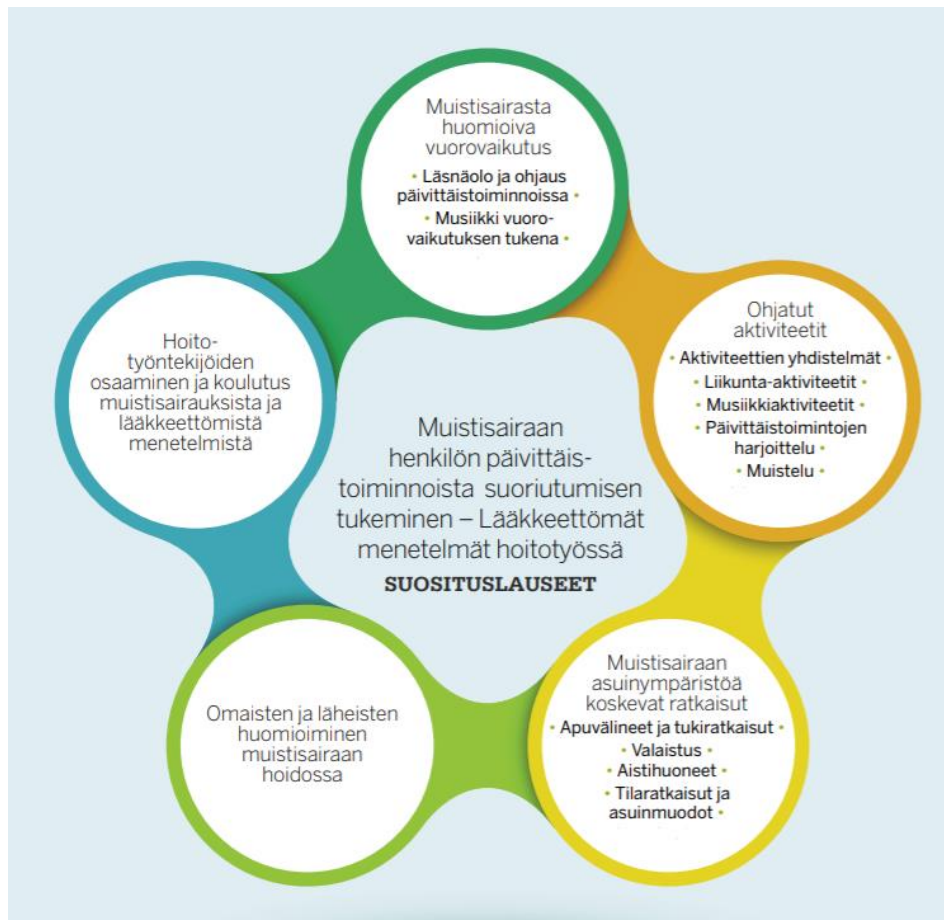 Muistisairasta
huomioiva
vuorovaikutus
• Läsnäolo ja ohjaus
päivittäistoiminnoissa •
• Musiikki vuoro-
vaikutuksen tukena •
Ohjatut
aktiviteetit
• Aktiviteettien yhdistelmät •
• Liikunta-aktiviteetit •
• Musiikkiaktiviteetit •
• Päivittäistoimintojen
harjoittelu •
• Muistelu •
Muistisairaan
asuinympäristöä
koskevat ratkaisut
• Apuvälineet ja tukiratkaisut •
• Valaistus •
• Aistihuoneet •
• Tilaratkaisut ja
asuinmuodot •
Omaisten ja läheisten
huomioiminen
muistisairaan
hoidossa
Hoito-
työntekijöiden
osaaminen ja koulutus
muistisairauksista ja
lääkkeettömistä
menetelmistä
Muistisairaan
henkilön päivittäis-
toiminnoista suoriutumisen
tukeminen – Lääkkeettömät
menetelmät hoitotyössä
SUOSITUSLAUSEET